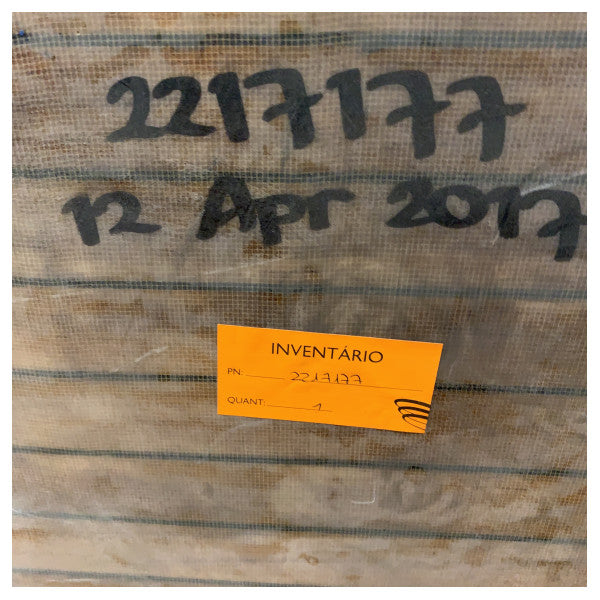 2217177
12 Apr 2017
INVENTÁRIO
PN: 2217177
QUANT: 1